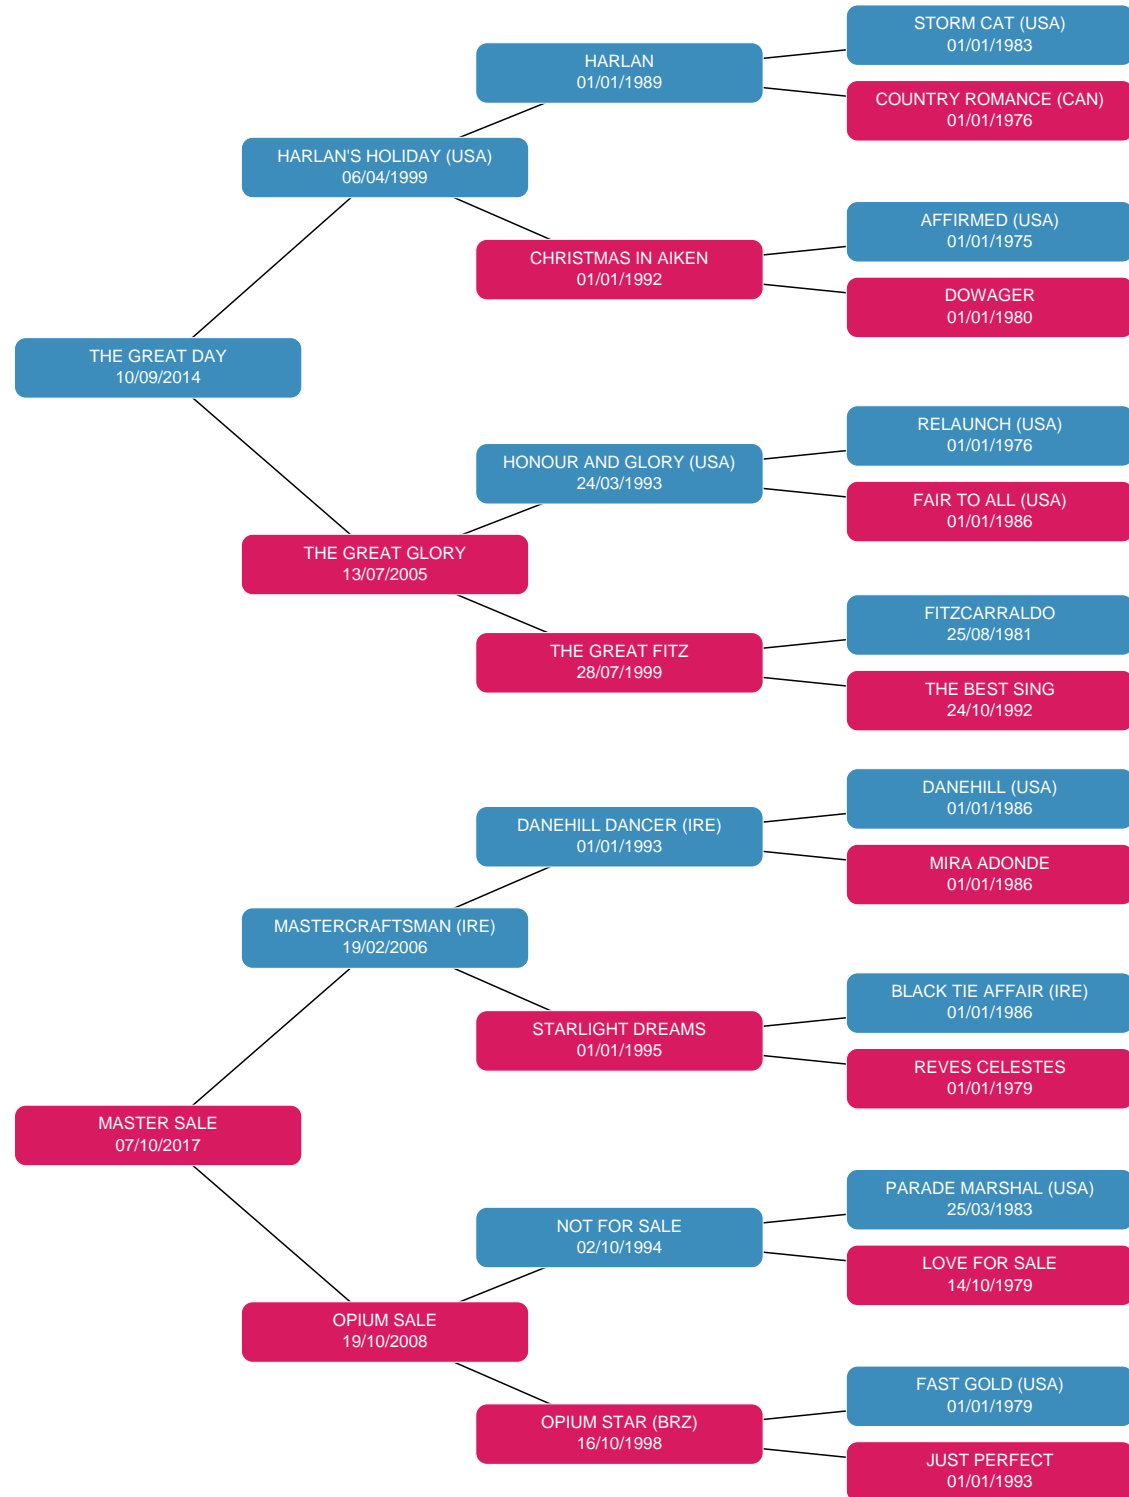 STORM CAT (USA)
01/01/1983
HARLAN
01/01/1989
COUNTRY ROMANCE (CAN)
01/01/1976
HARLAN'S HOLIDAY (USA)
06/04/1999
AFFIRMED (USA)
01/01/1975
CHRISTMAS IN AIKEN
01/01/1992
DOWAGER
01/01/1980
THE GREAT DAY
10/09/2014
RELAUNCH (USA)
01/01/1976
HONOUR AND GLORY (USA)
24/03/1993
FAIR TO ALL (USA)
01/01/1986
THE GREAT GLORY
13/07/2005
FITZCARRALDO
25/08/1981
THE GREAT FITZ
28/07/1999
THE BEST SING
24/10/1992
DANEHILL (USA)
01/01/1986
DANEHILL DANCER (IRE)
01/01/1993
MIRA ADONDE
01/01/1986
MASTERCRAFTSMAN (IRE)
19/02/2006
BLACK TIE AFFAIR (IRE)
01/01/1986
STARLIGHT DREAMS
01/01/1995
REVES CELESTES
01/01/1979
MASTER SALE
07/10/2017
PARADE MARSHAL (USA)
25/03/1983
NOT FOR SALE
02/10/1994
LOVE FOR SALE
14/10/1979
OPIUM SALE
19/10/2008
FAST GOLD (USA)
01/01/1979
OPIUM STAR (BRZ)
16/10/1998
JUST PERFECT
01/01/1993